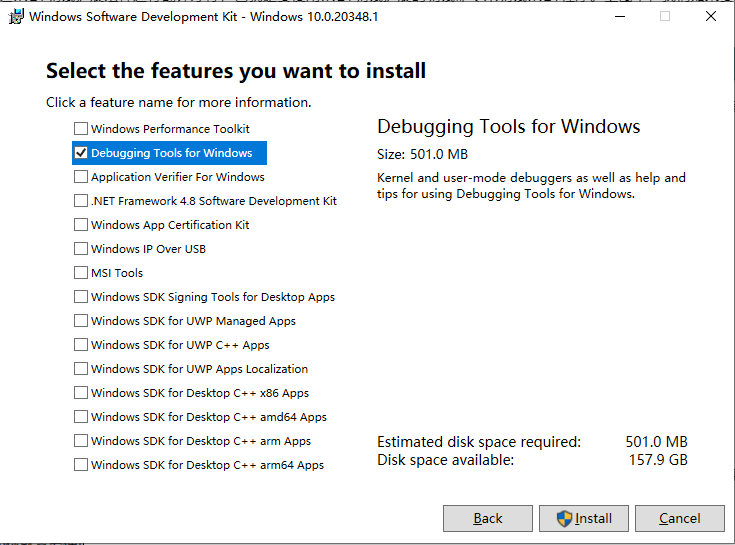 Windows Software Development Kit - Windows 10.0.20348.1
Select the features you want to install
Click a feature name for more information.
Windows Performance Toolkit
Debugging Tools for Windows
Application Verifier For Windows
.NET Framework 4.8 Software Development Kit
Windows App Certification Kit
Windows IP Over USB
MSI Tools
Windows SDK Signing Tools for Desktop Apps
Windows SDK for UWP Managed Apps
Windows SDK for UWP C++ Apps
Windows SDK for UWP Apps Localization
Windows SDK for Desktop C++ x86 Apps
Windows SDK for Desktop C++ amd64 Apps
Windows SDK for Desktop C++ arm Apps
Windows SDK for Desktop C++ arm64 Apps
Debugging Tools for Windows
Size: 501.0 MB
Kernel and user-mode debuggers as well as help and
tips for using Debugging Tools for Windows.
Estimated disk space required: 501.0 MB
Disk space available: 157.9 GB
Back
Install
Cancel